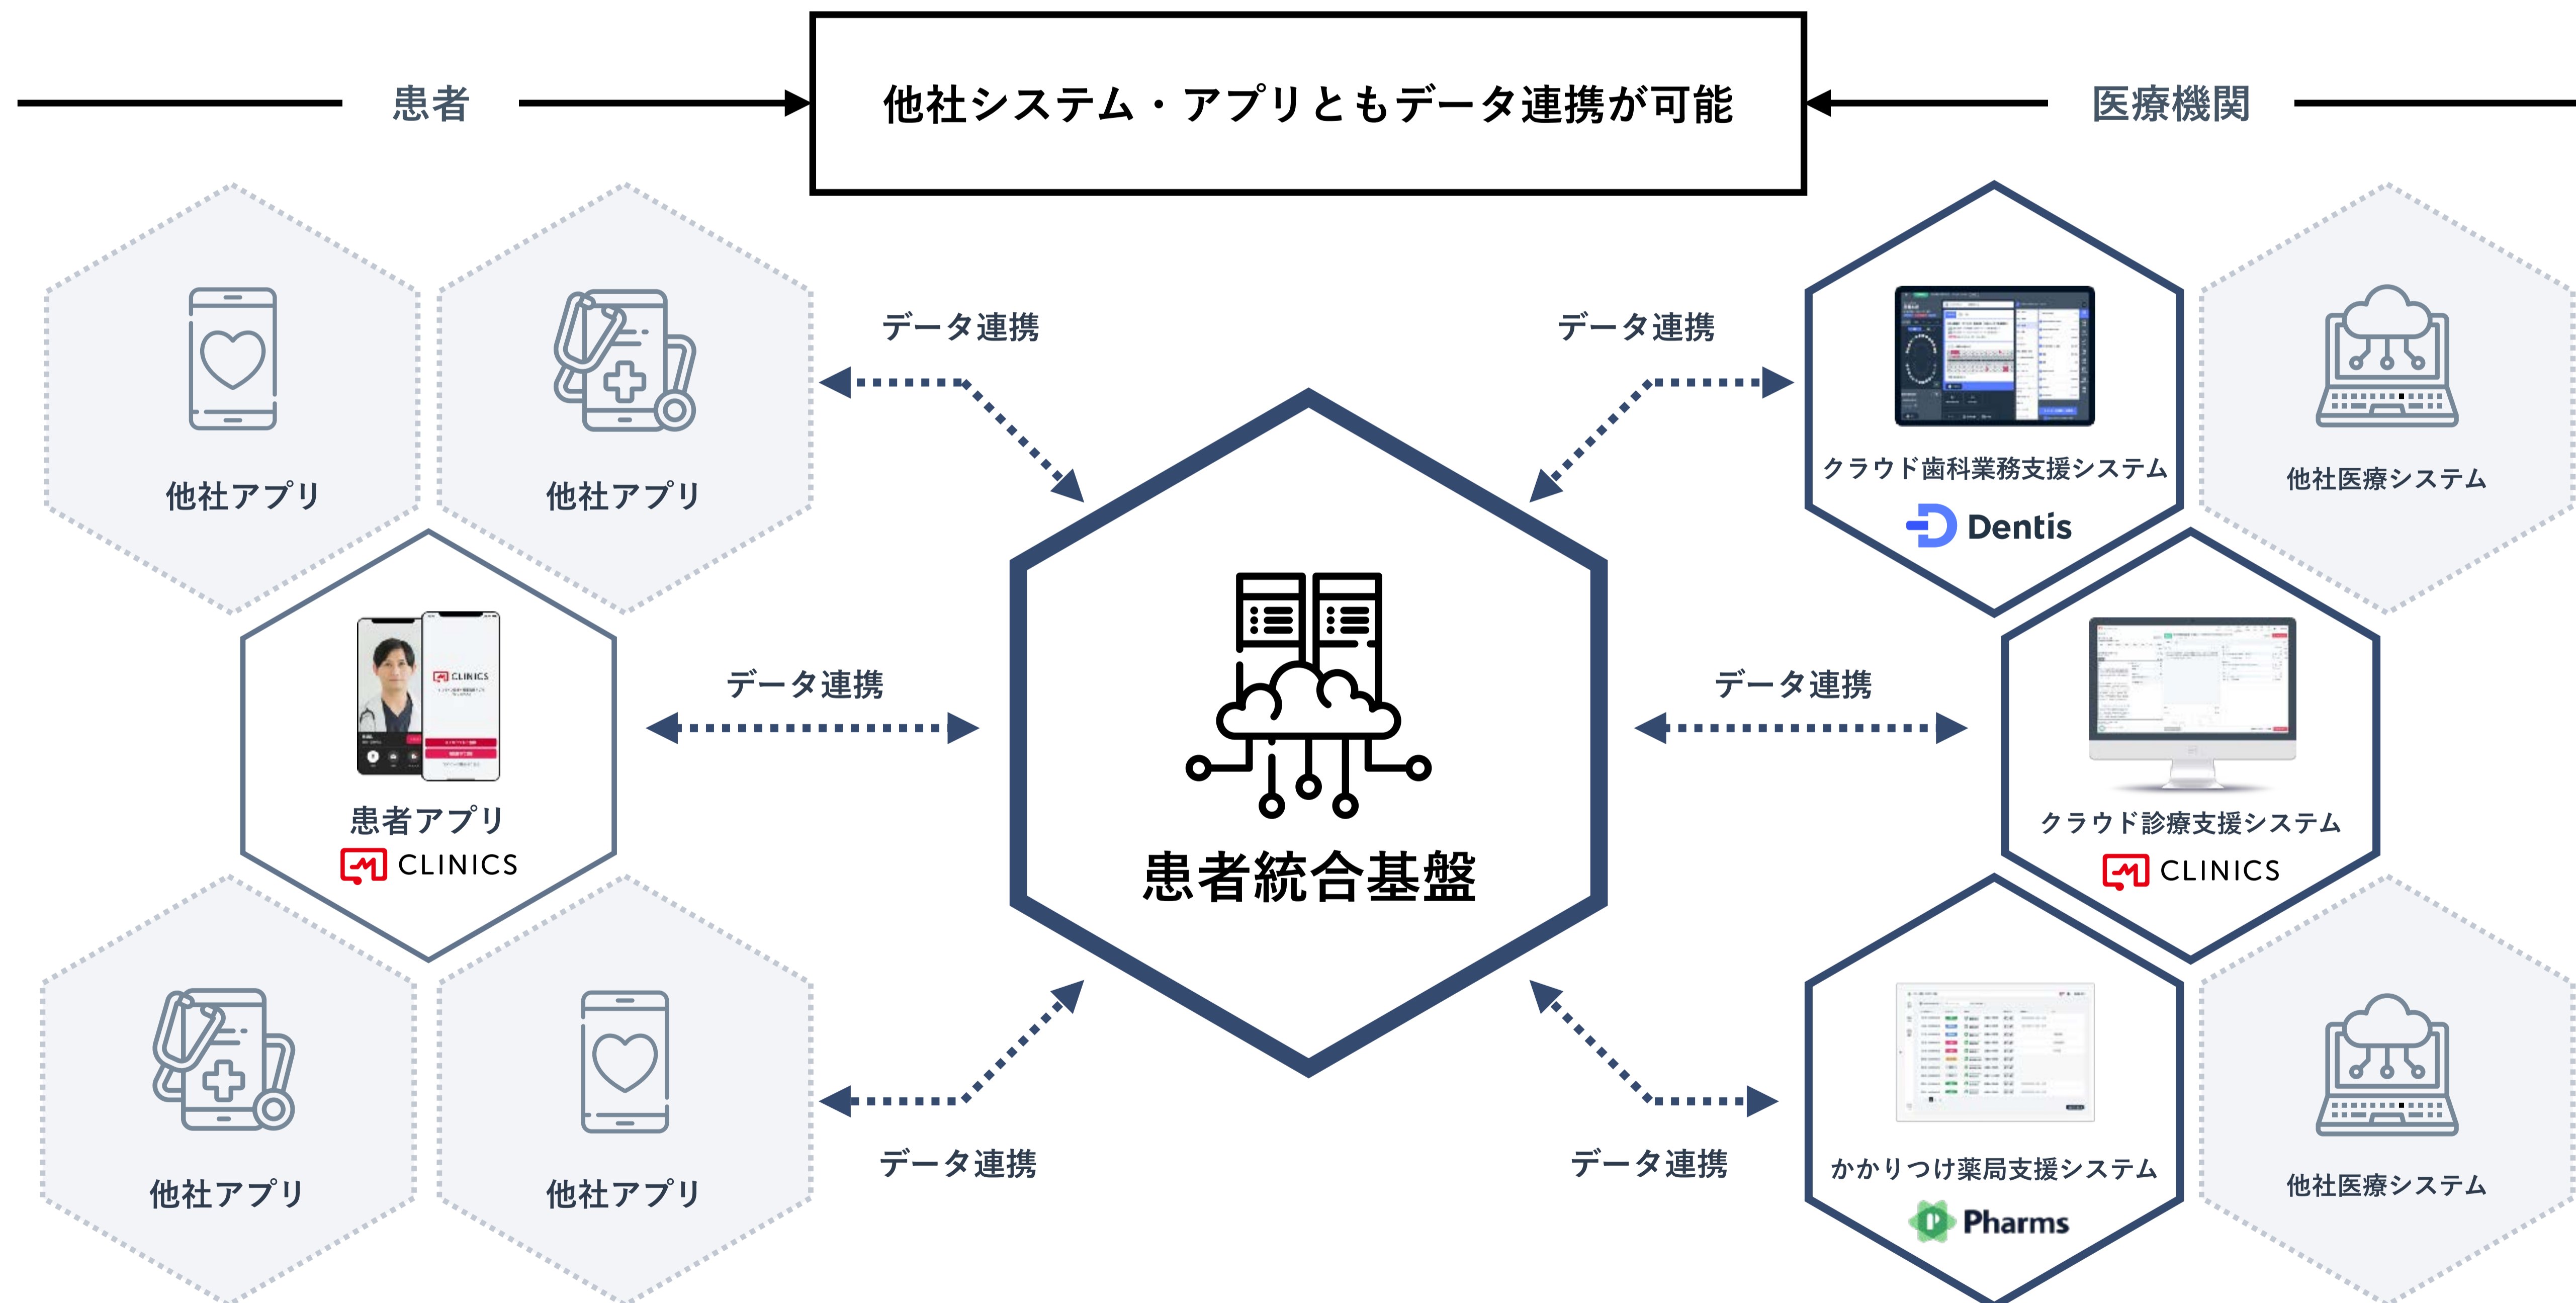 患者
他社システム・アプリともデータ連携が可能
医療機関
他社アプリ
他社アプリ
データ連携
データ連携
クラウド歯科業務支援システム
Dentis
他社医療システム
CLINICS
患者アプリ
CLINICS
データ連携
患者統合基盤
データ連携
クラウド診療支援システム
CLINICS
他社アプリ
他社アプリ
データ連携
データ連携
かかりつけ薬局支援システム
Pharms
他社医療システム